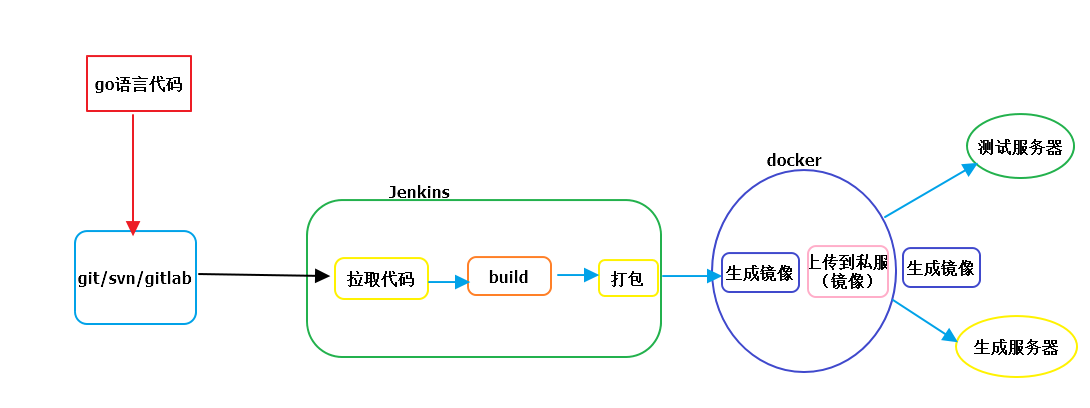 go语言代码
git/svn/gitlab
Jenkins
拉取代码
build
打包
docker
生成镜像
上传到私服
（镜像）
生成镜像
测试服务器
生成服务器